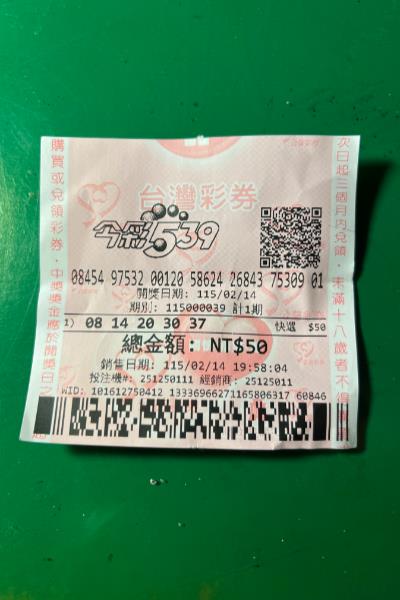 台灣彩券
今彩539
08454 97532 00120 58624 26843 75309 01
開獎日期: 115/02/14
期別: 115000039 計1期
1) 08 14 20 30 37 快選 $50
總金額: NT$50
銷售日期: 115/02/14 19:58:04
投注機#: 251250111 經銷商: 25125011
WID: 101612750412 133369662711658063​17 60846
購買或兌領彩券，中獎獎金應於開獎日之
次日起三個月內兌領，未滿十八歲者不得